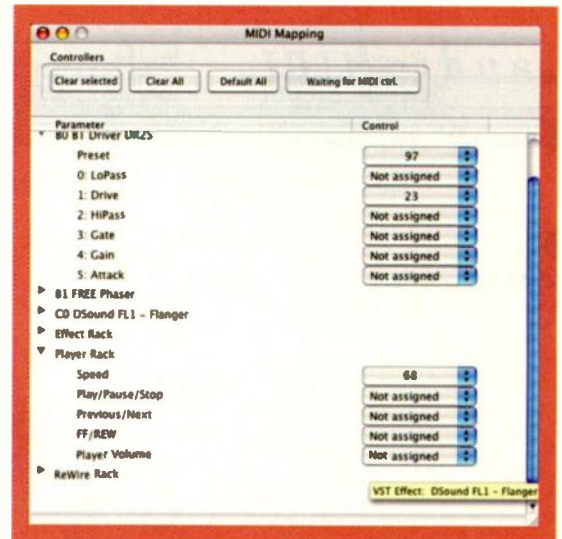 MIDI Mapping
Controllers
Clear selected Clear All Default All Waiting for MIDI ctrl.
Parameter Control
B0 B1 Driver DR2S
Preset 97
0: LoPass Not assigned
1: Drive 23
2: HiPass Not assigned
3: Gate Not assigned
4: Gain Not assigned
5: Attack Not assigned
B1 FREE Phaser
C0 DSound FL1 - Flanger
Effect Rack
Player Rack
Speed 68
Play/Pause/Stop Not assigned
Previous/Next Not assigned
FF/REW Not assigned
Player Volume Not assigned
ReWire Rack
VST Effect: DSound FL1 - Flanger